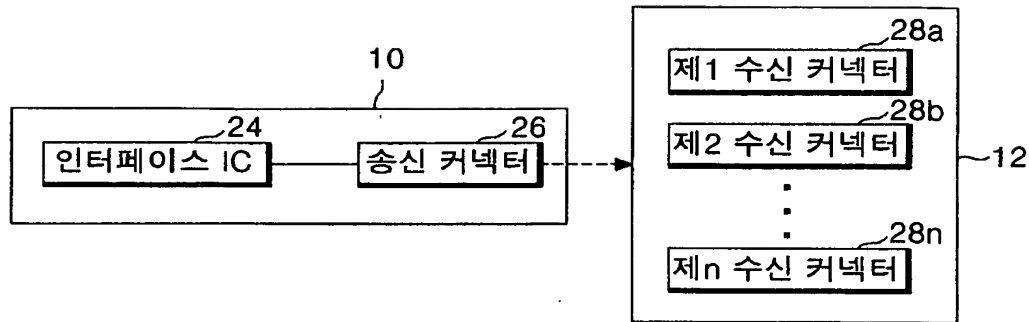 10
24
인터페이스 IC
26
송신 커넥터
28a
제1 수신 커넥터
28b
제2 수신 커넥터
28n
제n 수신 커넥터
12